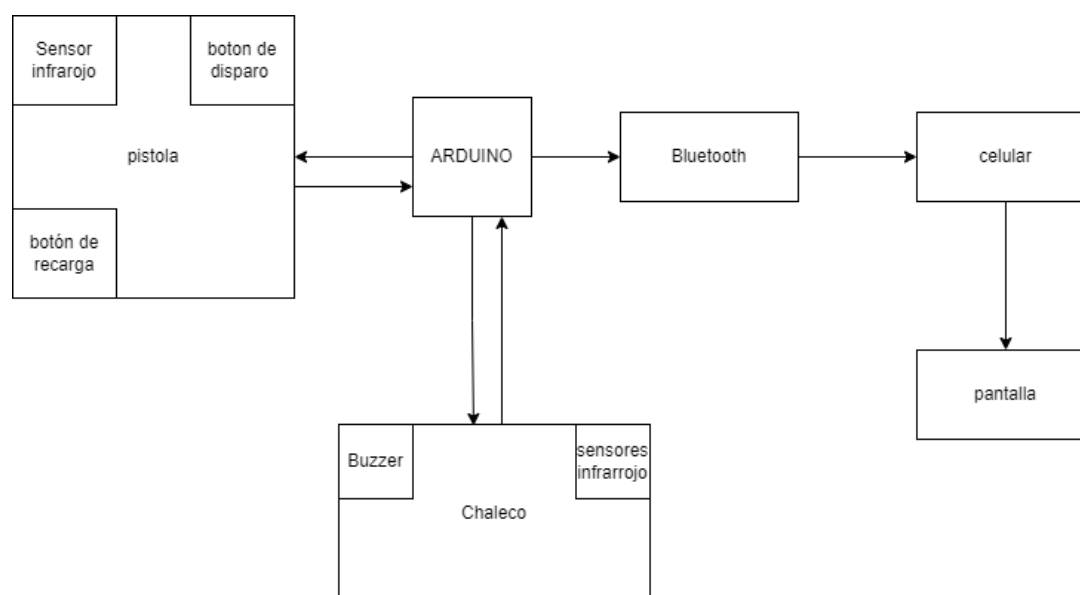 Sensor
infrarojo
boton de
disparo
pistola
botón de
recarga
ARDUINO
Bluetooth
celular
pantalla
Buzzer
sensores
infrarrojo
Chaleco